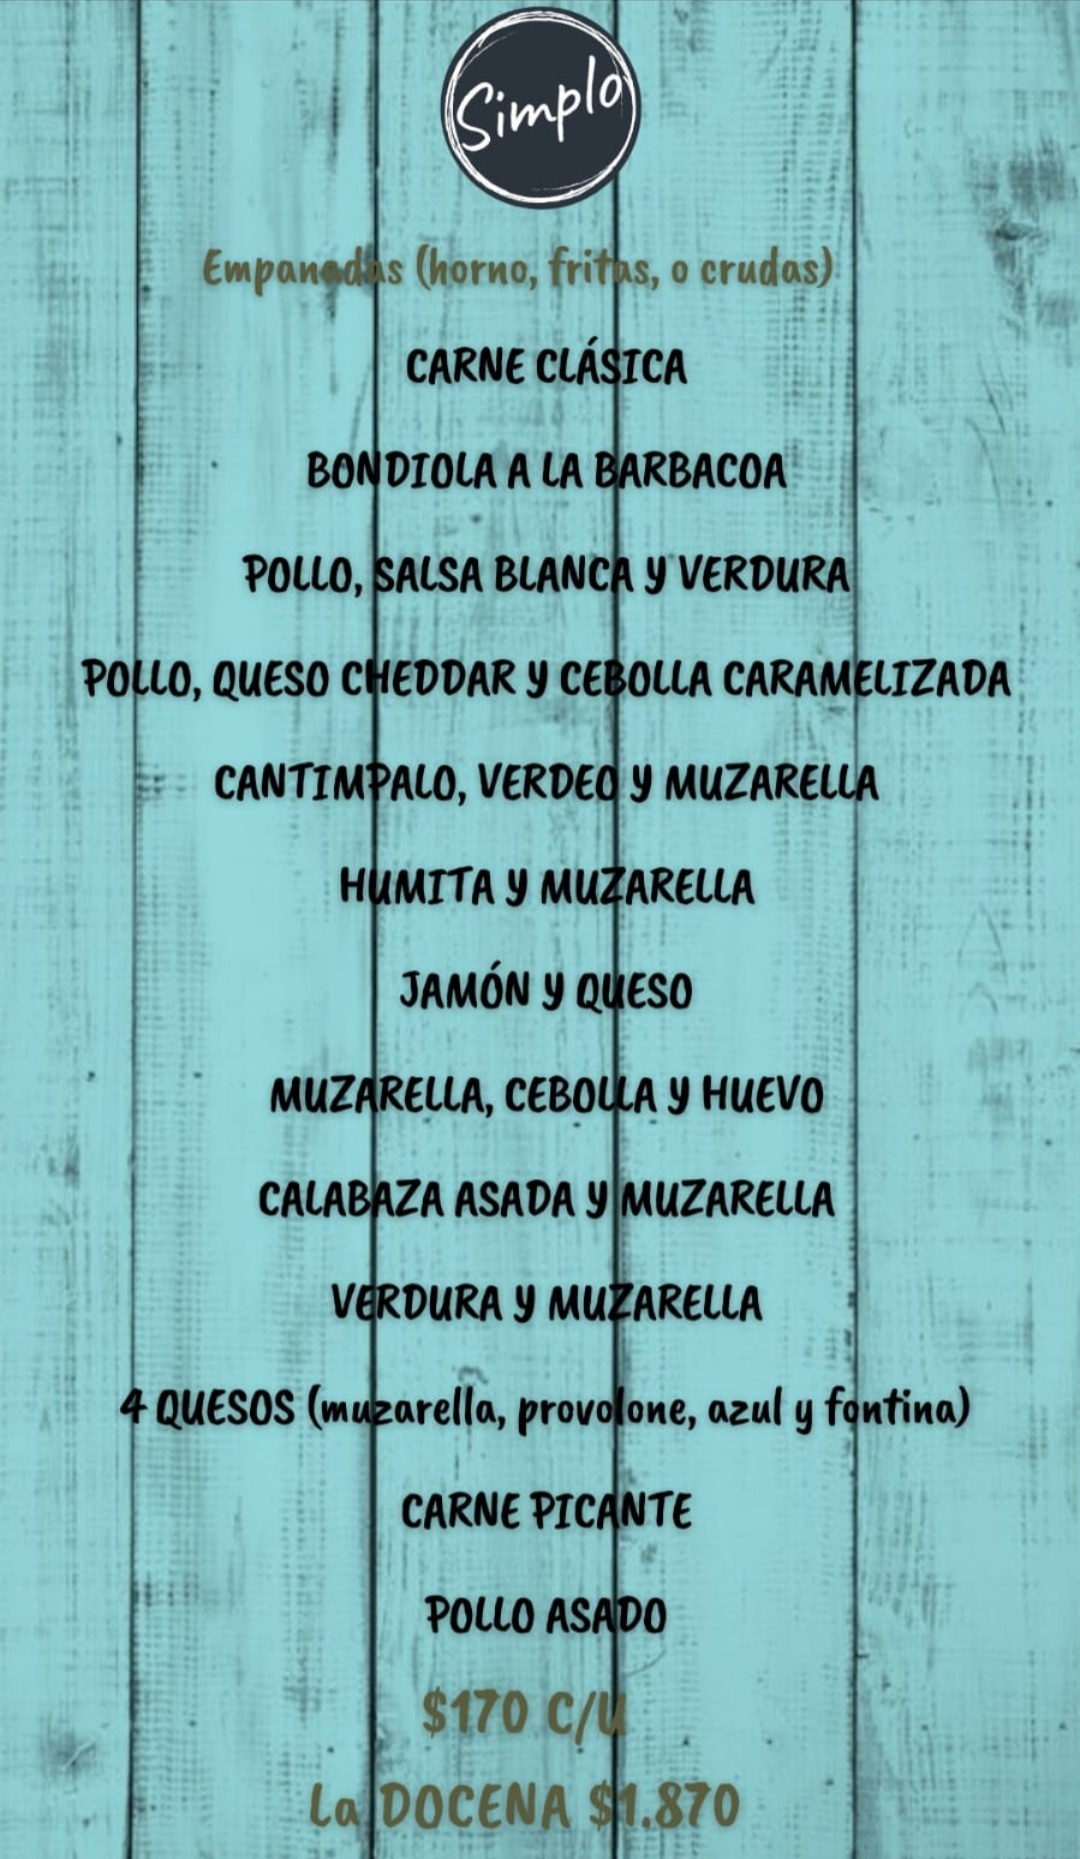 Simplo
Empanadas (horno, fritas, o crudas)
CARNE CLÁSICA
BONDIOLA A LA BARBACOA
POLLO, SALSA BLANCA Y VERDURA
POLLO, QUESO CHEDDAR Y CEBOLLA CARAMELIZADA
CANTIMPALO, VERDEO Y MUZARELLA
HUMITA Y MUZARELLA
JAMÓN Y QUESO
MUZARELLA, CEBOLLA Y HUEVO
CALABAZA ASADA Y MUZARELLA
VERDURA Y MUZARELLA
4 QUESOS (muzarella, provolone, azul y fontina)
CARNE PICANTE
POLLO ASADO
$170 C/U
La DOCENA $1.870